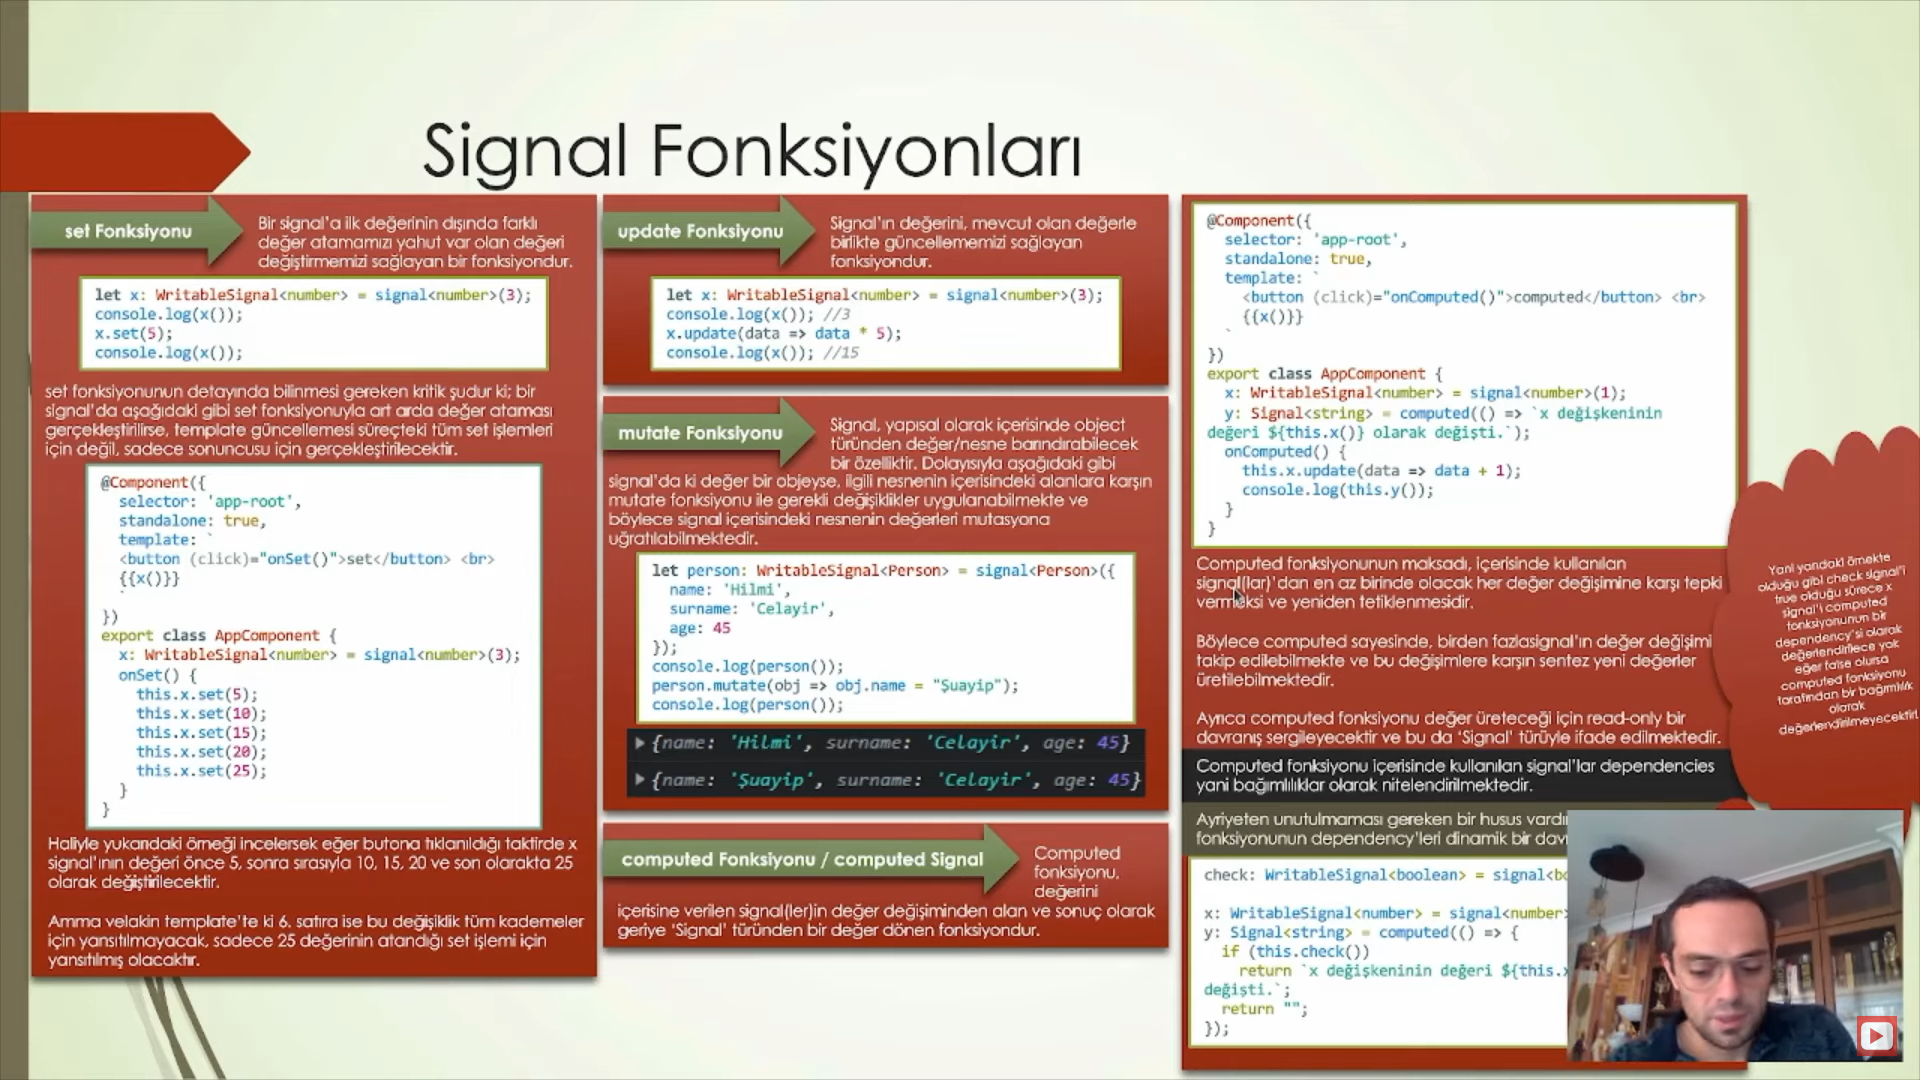 Signal Fonksiyonları
set Fonksiyonu
Bir signal'a ilk değerinin dışında farklı
değer atamamızı yahut var olan değeri
değiştirmemizi sağlayan bir fonksiyondur.
let x: WritableSignal<number> = signal<number>(3);
console.log(x());
x.set(5);
console.log(x());
set fonksiyonunun detayında bilinmesi gereken kritik şudur ki; bir
signal'da aşağıdaki gibi set fonksiyonuyla art arda değer ataması
gerçekleştirilirse, template güncellemesi süreçteki tüm set işlemleri
için değil, sadece sonuncusu için gerçekleştirilecektir.
@Component({
selector: 'app-root',
standalone: true,
template: `
<button (click)="onSet()">set</button> <br>
{{x()}}
`
})
export class AppComponent {
x: WritableSignal<number> = signal<number>(3);
onSet() {
this.x.set(5);
this.x.set(10);
this.x.set(15);
this.x.set(20);
this.x.set(25);
}
}
Haliyle yukarıdaki örneği incelersek eğer butona tıklanıldığı taktirde x
signal'ının değeri önce 5, sonra sırasıyla 10, 15, 20 ve son olarakta 25
olarak değiştirilecektir.
Amma velakin template'te ki 6. satıra ise bu değişiklik tüm kademeler
için yansıtılmayacak, sadece 25 değerinin atandığı set işlemi için
yansıtılmış olacaktır.
update Fonksiyonu
Signal'ın değerini, mevcut olan değerle
birlikte güncellememizi sağlayan
fonksiyondur.
let x: WritableSignal<number> = signal<number>(3);
console.log(x()); //3
x.update(data => data * 5);
console.log(x()); //15
mutate Fonksiyonu
Signal, yapısal olarak içerisinde object
türünden değer/nesne barındırabilecek
bir özelliktir. Dolayısıyla aşağıdaki gibi
signal'da ki değer bir objeyse, ilgili nesnenin içerisindeki alanlara karşın
mutate fonksiyonu ile gerekli değişiklikler uygulanabilmekte ve
böylece signal içerisindeki nesnenin değerleri mutasyona
uğratılabilmektedir.
let person: WritableSignal<Person> = signal<Person>({
name: 'Hilmi',
surname: 'Celayir',
age: 45
});
console.log(person());
person.mutate(obj => obj.name = "Şuayip");
console.log(person());
{name: 'Hilmi', surname: 'Celayir', age: 45}
{name: 'Şuayip', surname: 'Celayir', age: 45}
computed Fonksiyonu / computed Signal
Computed
fonksiyonu,
değerini
içerisine verilen signal(ler)in değer değişiminden alan ve sonuç olarak
geriye 'Signal' türünden bir değer dönen fonksiyondur.
@Component({
selector: 'app-root',
standalone: true,
template: `
<button (click)="onComputed()">computed</button> <br>
{{x()}}
`
})
export class AppComponent {
x: WritableSignal<number> = signal<number>(1);
y: Signal<string> = computed(() => `x değişkeninin
değeri ${this.x()} olarak değişti.`);
onComputed() {
this.x.update(data => data + 1);
console.log(this.y());
}
}
Computed fonksiyonunun maksadı, içerisinde kullanılan
signal(lar)'dan en az birinde olacak her değer değişimine karşı tepki
vermeksi ve yeniden tetiklenmesidir.
Böylece computed sayesinde, birden fazlasignal'ın değer değişimi
takip edilebilmekte ve bu değişimlere karşın sentez yeni değerler
üretilebilmektedir.
Ayrıca computed fonksiyonu değer üreteceği için read-only bir
davranış sergileyecektir ve bu da 'Signal' türüyle ifade edilmektedir.
Computed fonksiyonu içerisinde kullanılan signal'lar dependencies
yani bağımlılıklar olarak nitelendirilmektedir.
Ayriyeten unutulmaması gereken bir husus vardır
fonksiyonunun dependency'leri dinamik bir dav
check: WritableSignal<boolean> = signal<bo
x: WritableSignal<number> = signal<number>
y: Signal<string> = computed(() => {
if (this.check())
return `x değişkeninin değeri ${this.x
değişti.`;
return "";
});
Yani yandaki örnekte
olduğu gibi check signal'i
true olduğu sürece x
signal'i computed
fonksiyonunun bir
dependency'si olarak
değerlendirilece yok
eğer false olursa
computed fonksiyonu
tarafından bir bağımlılık
olarak
değerlendirilmeyecektir!